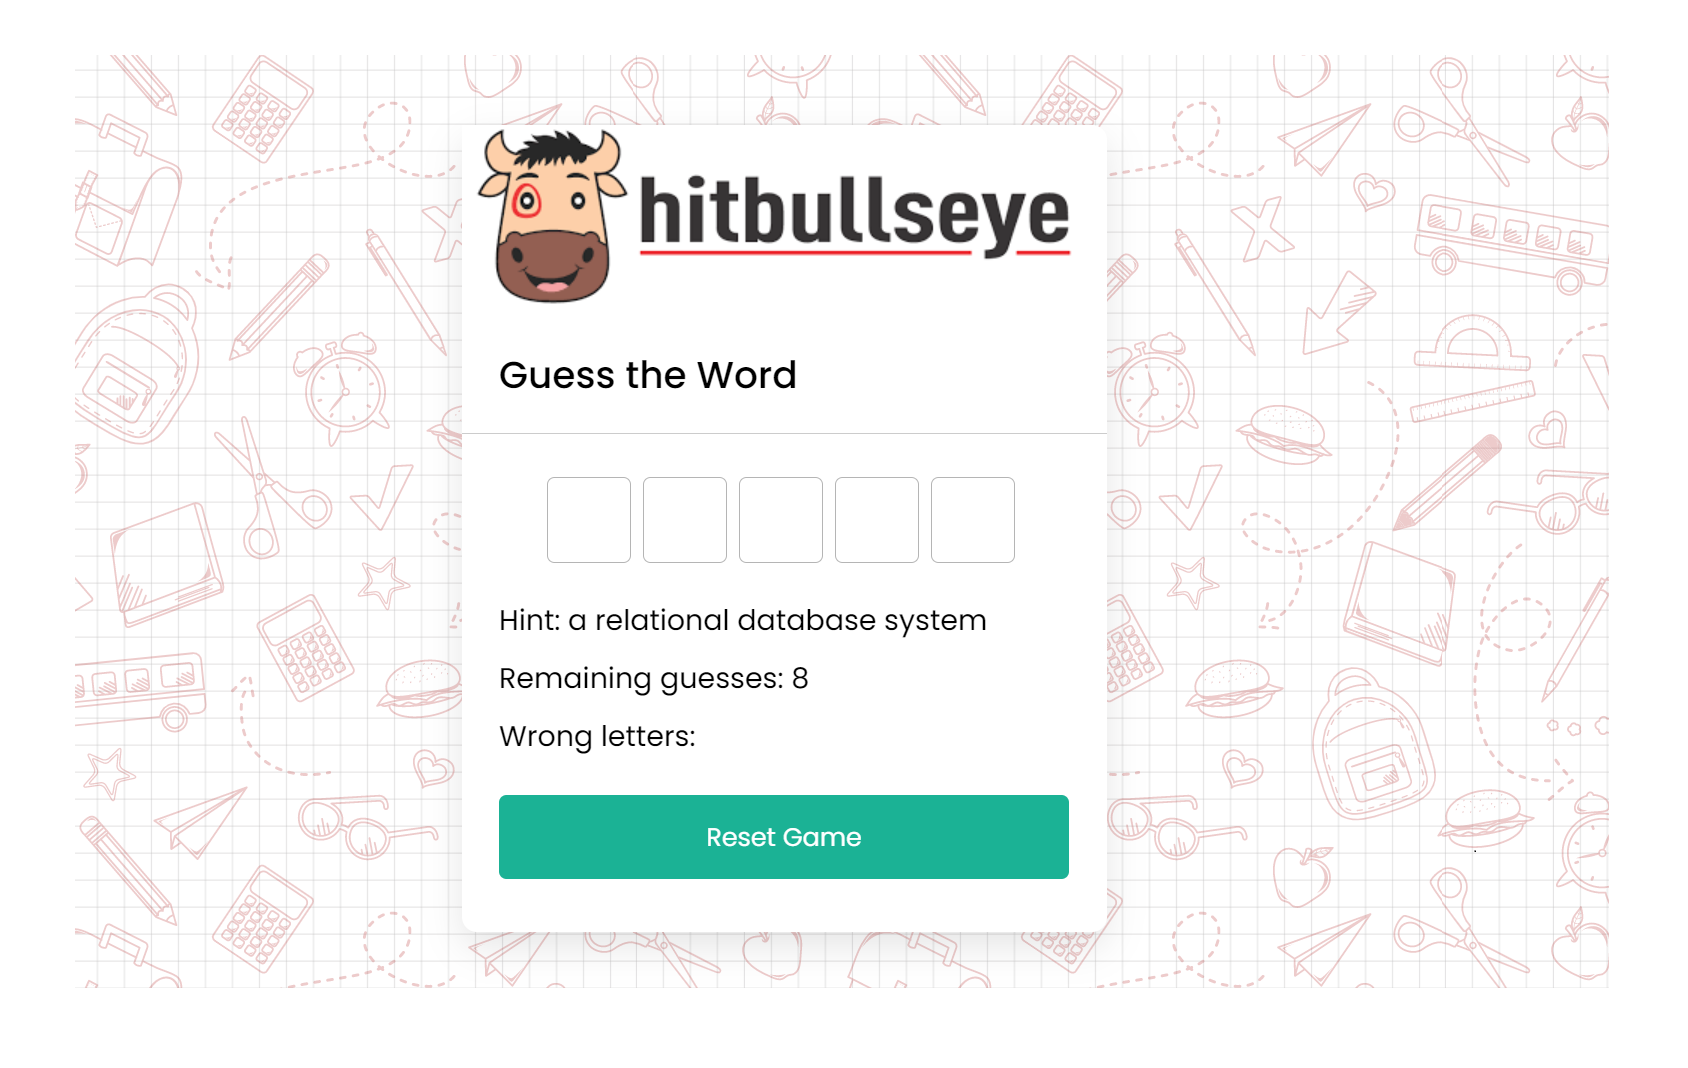 hitbullseye
Guess the Word
Hint: a relational database system
Remaining guesses: 8
Wrong letters:
Reset Game